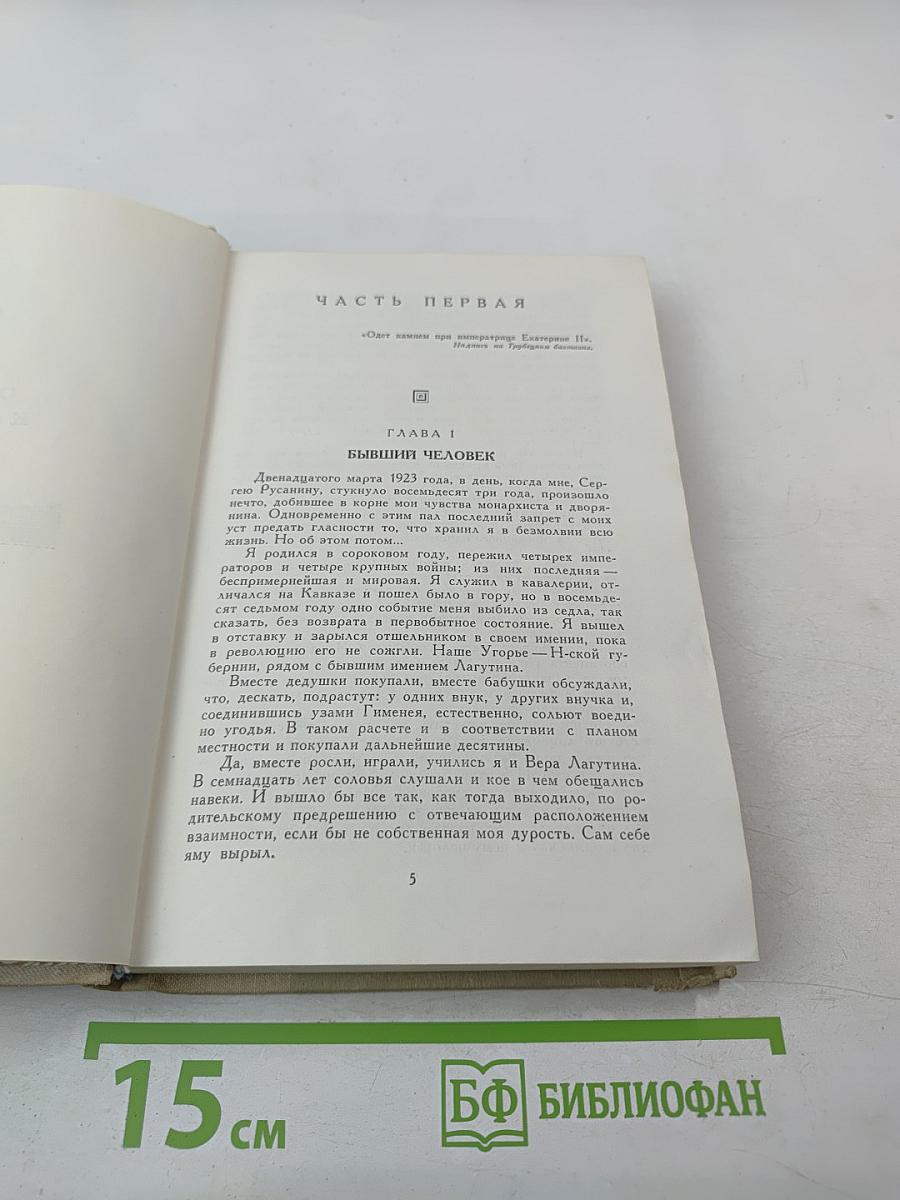 ЧАСТЬ ПЕРВАЯ
«Одет камнем при императрице Екатерине II».
Надпись на Трубецком бастионе.
ГЛАВА I
БЫВШИЙ ЧЕЛОВЕК
Двенадцатого марта 1923 года, в день, когда мне, Сер-
гею Русанину, стукнуло восемьдесят три года, произошло
нечто, добившее в корне мои чувства монархиста и дворя-
нина. Одновременно с этим пал последний запрет с моих
уст предать гласности то, что хранил я в безмолвии всю
жизнь. Но об этом потом...
Я родился в сороковом году, пережил четырех импе-
раторов и четыре крупных войны; из них последняя —
беспримернейшая и мировая. Я служил в кавалерии, от-
личался на Кавказе и пошел было в гору, но в восемьде-
сят седьмом году одно событие меня выбило из седла, так
сказать, без возврата в первобытное состояние. Я вышел
в отставку и зарылся отшельником в своем имении, пока
в революцию его не сожгли. Наше Угорье — Н-ской гу-
бернии, рядом с бывшим имением Лагутина.
Вместе дедушки покупали, вместе бабушки обсуждали,
что, дескать, подрастут: у одних внук, у других внучка и,
соединившись узами Гименея, естественно, сольют воеди-
но угодья. В таком расчете и в соответствии с планом
местности и покупали дальнейшие десятины.
Да, вместе росли, играли, учились я и Вера Лагутина.
В семнадцать лет соловья слушали и кое в чем обещались
навеки. И вышло бы все так, как тогда выходило, по ро-
дительскому предрешению с отвечающим расположением
взаимности, если бы не собственная моя дурость. Сам себе
яму вырыл.
5
15 см
БФ БИБЛИОФАН